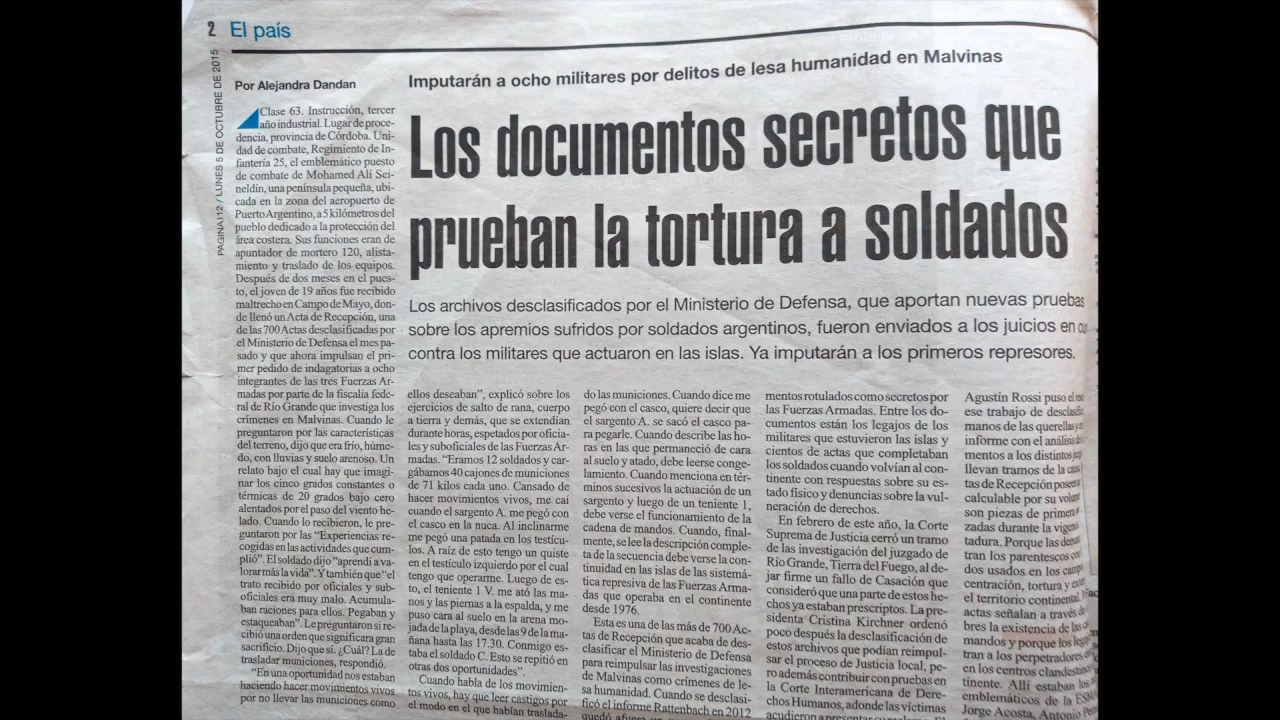 2 El país
PAGINA|12 / LUNES 5 DE OCTUBRE DE 2015
Imputarán a ocho militares por delitos de lesa humanidad en Malvinas
Los documentos secretos que
prueban la tortura a soldados
Los archivos desclasificados por el Ministerio de Defensa, que aportan nuevas pruebas
sobre los apremios sufridos por soldados argentinos, fueron enviados a los juicios en
contra los militares que actuaron en las islas. Ya imputarán a los primeros represores.
Por Alejandra Dandan
Clase 63. Instrucción, tercer
año industrial. Lugar de proce-
dencia, provincia de Córdoba. Uni-
dad de combate, Regimiento de In-
fantería 25, el emblemático puesto
de combate de Mohamed Alí Sei-
neldín, una península pequeña, ubi-
cada en la zona del aeropuerto de
Puerto Argentino, a 5 kilómetros del
pueblo dedicado a la protección del
área costera. Sus funciones eran de
apuntador de mortero 120, alista-
miento y traslado de los equipos.
Después de dos meses en el pues-
to, el joven de 19 años fue recibido
maltrecho en Campo de Mayo, don-
de llenó un Acta de Recepción, una
de las 700 Actas desclasificadas por
el Ministerio de Defensa el mes pa-
sado y que ahora impulsan el pri-
mer pedido de indagatorias a ocho
integrantes de las tres Fuerzas Ar-
madas por parte de la fiscalía fede-
ral de Río Grande que investiga los
crímenes en Malvinas. Cuando le
preguntaron por las características
del terreno, dijo que era frío, húme-
do, con lluvias y suelo arenoso. Un
relato bajo el cual hay que imagi-
nar los cinco grados constantes o
térmicas de 20 grados bajo cero
alentados por el paso del viento he-
lado. Cuando lo recibieron, le pre-
guntaron por las “Experiencias re-
cogidas en las actividades que cum-
plió”. El soldado dijo “aprendí a va-
lorar más la vida”. Y también que “el
trato recibido por oficiales y sub-
oficiales era muy malo. Acumula-
ban raciones para ellos. Pegaban y
estaqueaban”. Le preguntaron si re-
cibió una orden que significara gran
sacrificio. Dijo que sí. ¿Cuál? La de
trasladar municiones, respondió.
“En una oportunidad nos estaban
haciendo hacer movimientos vivos
por no llevar las municiones como
ellos deseaban”, explicó sobre los
ejercicios de salto de rana, cuerpo
a tierra y demás, que se extendían
durante horas, espetados por oficia-
les y suboficiales de las Fuerzas Ar-
madas. “Eramos 12 soldados y car-
gábamos 40 cajones de municiones
de 71 kilos cada uno. Cansado de
hacer movimientos vivos, me caí
cuando el sargento A. me pegó con
el casco en la nuca. Al inclinarme
me pegó una patada en los testícu-
los. A raíz de esto tengo un quiste
en el testículo izquierdo por el cual
tengo que operarme. Luego de es-
to, el teniente 1 V. me ató las ma-
nos y las piernas a la espalda, y me
puso cara al suelo en la arena mo-
jada de la playa, desde las 9 de la ma-
ñana hasta las 17.30. Conmigo es-
taba el soldado C. Esto se repitió en
otras dos oportunidades”.
Cuando habla de los movimien-
tos vivos, hay que leer castigos por
el modo en el que habían traslada-
do las municiones. Cuando dice me
pegó con el casco, quiere decir que
el sargento A. se sacó el casco pa-
ra pegarle. Cuando describe las ho-
ras en las que permaneció de cara
al suelo y atado, debe leerse conge-
lamiento. Cuando menciona en tér-
minos sucesivos la actuación de un
sargento y luego de un teniente 1,
debe verse el funcionamiento de la
cadena de mandos. Cuando, final-
mente, se lee la descripción comple-
ta de la secuencia debe verse la con-
tinuidad en las islas de la sistemá-
tica represiva de las Fuerzas Arma-
das que operaba en el continente
desde 1976.
Esta es una de las más de 700 Ac-
tas de Recepción que acaba de des-
clasificar el Ministerio de Defensa
para reimpulsar las investigaciones
de Malvinas como crímenes de le-
sa humanidad. Cuando se desclasi-
ficó el informe Rattenbach en 2012
quedó afuera un
mentos rotulados como secretos por
las Fuerzas Armadas. Entre los do-
cumentos están los legajos de los
militares que estuvieron las islas y
cientos de actas que completaban
los soldados cuando volvían al con-
tinente con respuestas sobre su es-
tado físico y denuncias sobre la vul-
neración de derechos.
En febrero de este año, la Corte
Suprema de Justicia cerró un tramo
de las investigación del juzgado de
Río Grande, Tierra del Fuego, al de-
jar firme un fallo de Casación que
consideró que una parte de estos he-
chos ya estaban prescriptos. La pre-
sidenta Cristina Kirchner ordenó
poco después la desclasificación de
estos archivos que podían reimpul-
sar el proceso de Justicia local, pe-
ro además contribuir con pruebas en
la Corte Interamericana de Dere-
chos Humanos, adonde las víctimas
acudieron a presentar
Agustín Rossi puso el
ese trabajo de desclasifi
manos de las querellas y
informe con el análisis de
mentos a los distintos
llevan tramos de la
tas de Recepción poseen
calculable por su
son piezas de primera
zadas durante la
tadura. Porque las
tran los parentescos
dos usados en los
centración, tortura y
el territorio continental.
actas señalan a través
bres la existencia de las
mandos y porque los
tran a los perpetradores
en los centros clandestinos
tinente. Allí estaban los
emblemáticos de la
Jorge Acosta, Antonio